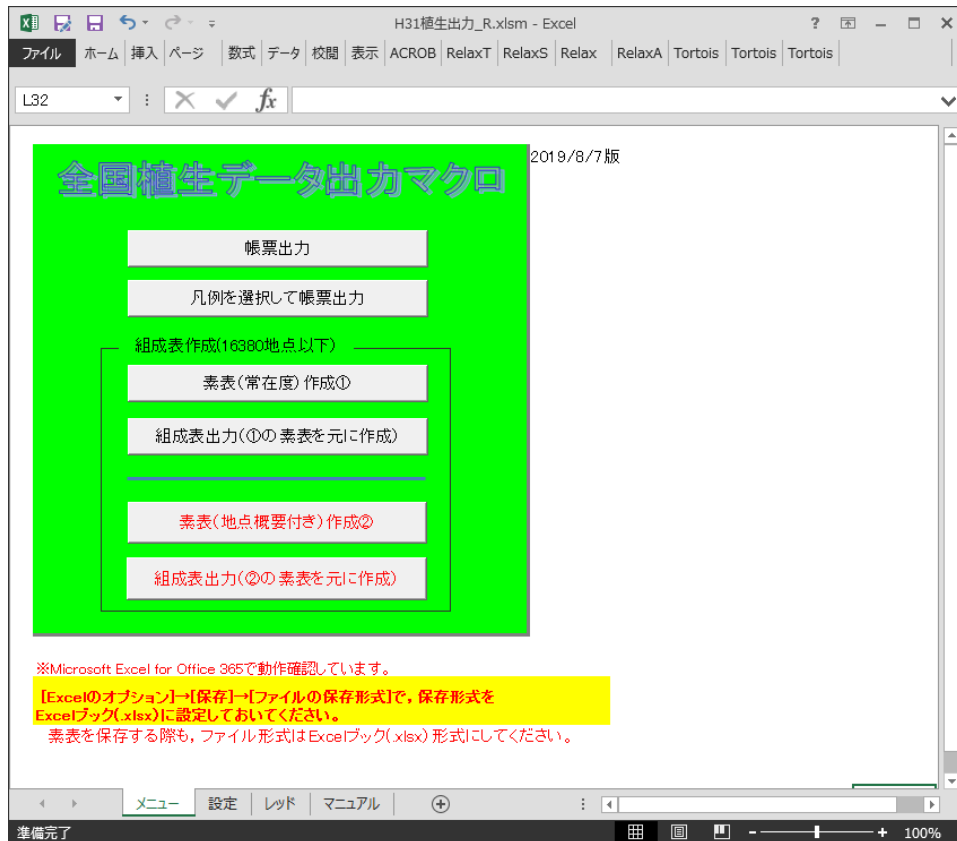 H31植生出力_R.xlsm - Excel
ファイル ホーム 挿入 ページ 数式 データ 校閲 表示 ACROB RelaxT RelaxS Relax RelaxA Tortois Tortois Tortois
L32 fx
2019/8/7版
全国植生データ出力マクロ
帳票出力
凡例を選択して帳票出力
組成表作成(16380地点以下)
素表(常在度)作成①
組成表出力(①の素表を元に作成)
素表(地点概要付き)作成②
組成表出力(②の素表を元に作成)
※Microsoft Excel for Office 365で動作確認しています。
[Excelのオプション]→[保存]→[ファイルの保存形式]で，保存形式を
Excelブック(.xlsx)に設定しておいてください。
素表を保存する際も，ファイル形式はExcelブック(.xlsx)形式にしてください。
メニュー 設定 レッド マニュアル
準備完了 100%